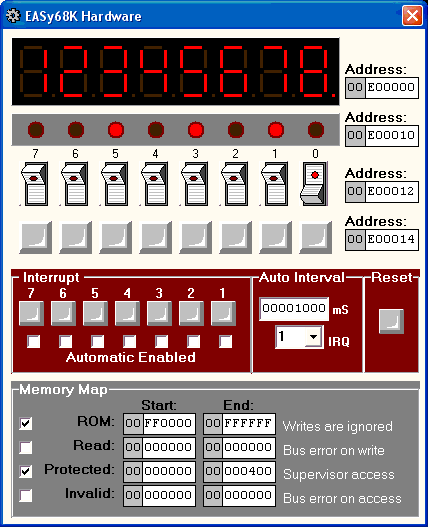 EASy68K Hardware
12345678.
Address:
00 E00000
Address:
00 E00010
7 6 5 4 3 2 1 0
Address:
00 E00012
Address:
00 E00014
Interrupt
7 6 5 4 3 2 1
Automatic Enabled
Auto Interval
00001000 mS
1 IRQ
Reset
Memory Map
Start: End:
ROM: 00 FF0000 00 FFFFFF Writes are ignored
Read: 00 000000 00 000000 Bus error on write
Protected: 00 000000 00 000400 Supervisor access
Invalid: 00 000000 00 000000 Bus error on access